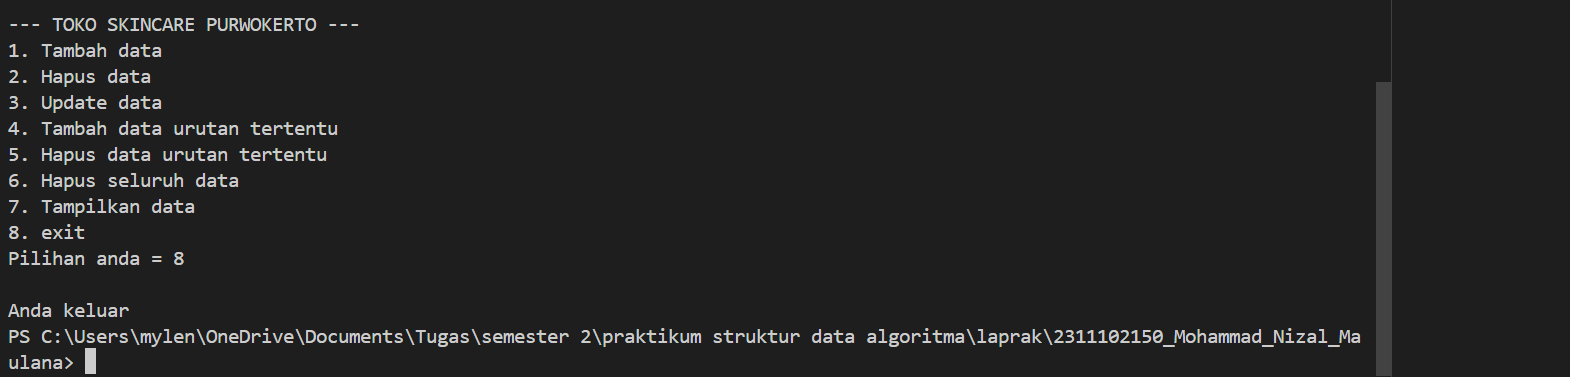 --- TOKO SKINCARE PURWOKERTO ---
1. Tambah data
2. Hapus data
3. Update data
4. Tambah data urutan tertentu
5. Hapus data urutan tertentu
6. Hapus seluruh data
7. Tampilkan data
8. exit
Pilihan anda = 8
Anda keluar
PS C:\Users\mylen\OneDrive\Documents\Tugas\semester 2\praktikum struktur data algoritma\laprak\2311102150_Mohammad_Nizal_Ma
ulana>